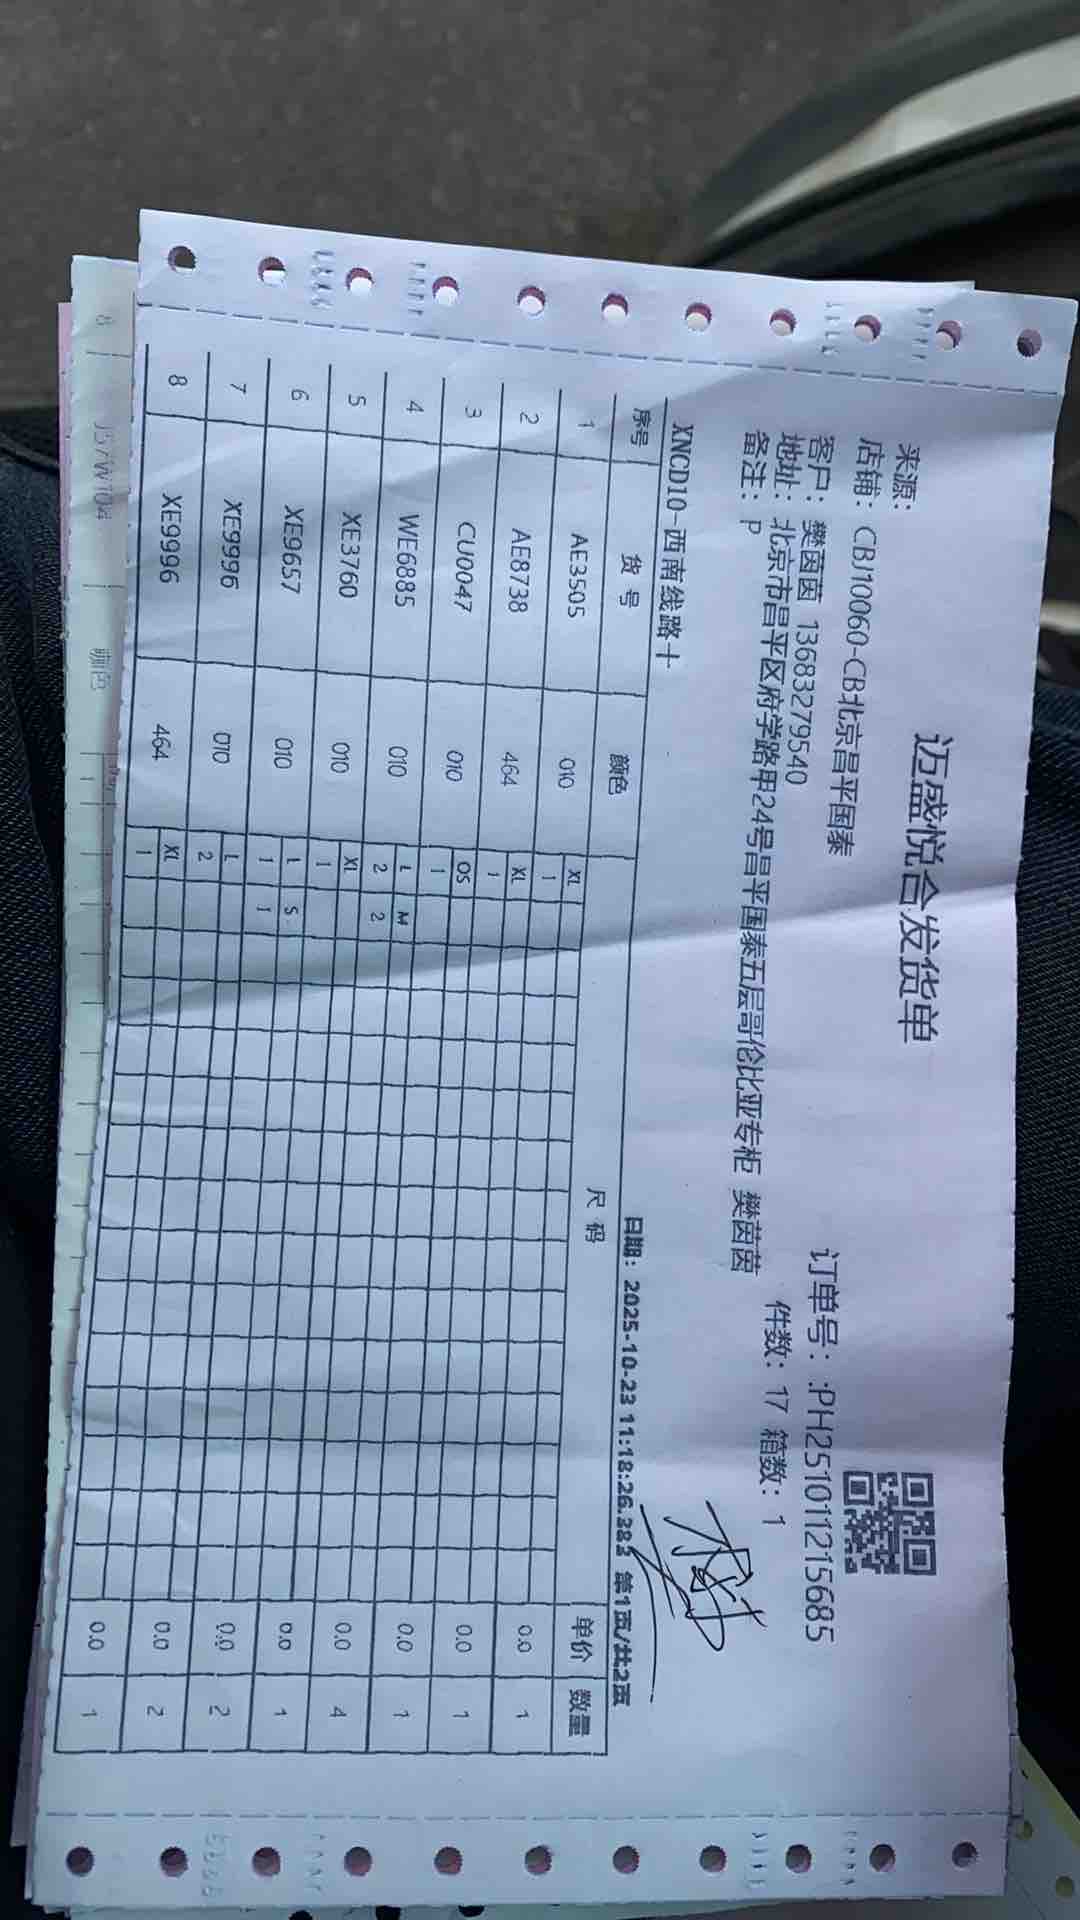 迈盛悦合发货单
来源:
店铺: CBJ10060-CB北京昌平国泰
订单号: :PH251011215685
客户: 樊茵茵 13683279540
件数: 17 箱数: 1
地址: 北京市昌平区府学路甲24号昌平国泰五层哥伦比亚专柜 樊茵茵
备注: P
XNCD10-西南线路十
日期: 2025-10-23 11:18:26.383 第1页/共2页
序号 货号 颜色 尺码 单价 数量
1 AE3505 010 XL 1 0.0 1
2 AE8738 464 XL 1 0.0 1
3 CU0047 010 OS 1 0.0 1
4 WE6885 010 L M 2 2 0.0 4
5 XE3760 010 XL 1 0.0 1
6 XE9657 010 L S 1 1 0.0 2
7 XE9996 010 L 2 0.0 2
8 XE9996 464 XL 1 0.0 1
8
咖色